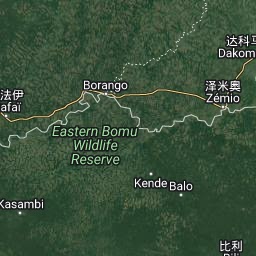 达科马
Dakom
Borango
泽米奥
Zémio
法伊
afaï
Eastern Bomu
Wildlife
Reserve
Kende
Balo
Kasambi
比利